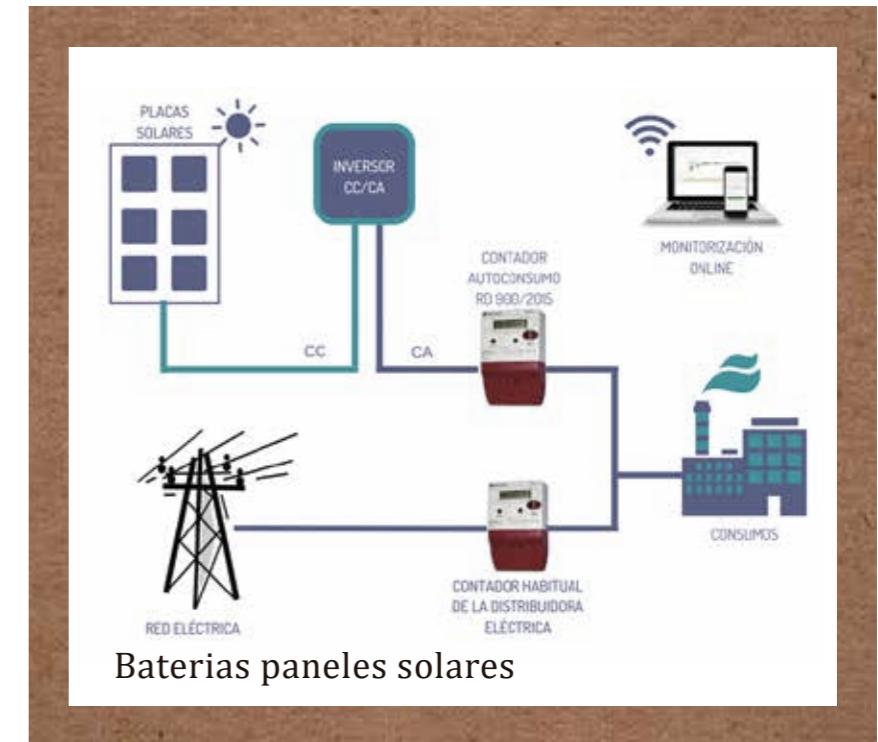 PLACAS
SOLARES
INVERSOR
CC/CA
MONITORIZACIÓN
ONLINE
CONTADOR
AUTOCONSUMO
RD 900/2015
CC
CA
CONSUMOS
CONTADOR HABITUAL
DE LA DISTRIBUIDORA
ELÉCTRICA
RED ELÉCTRICA
Baterias paneles solares